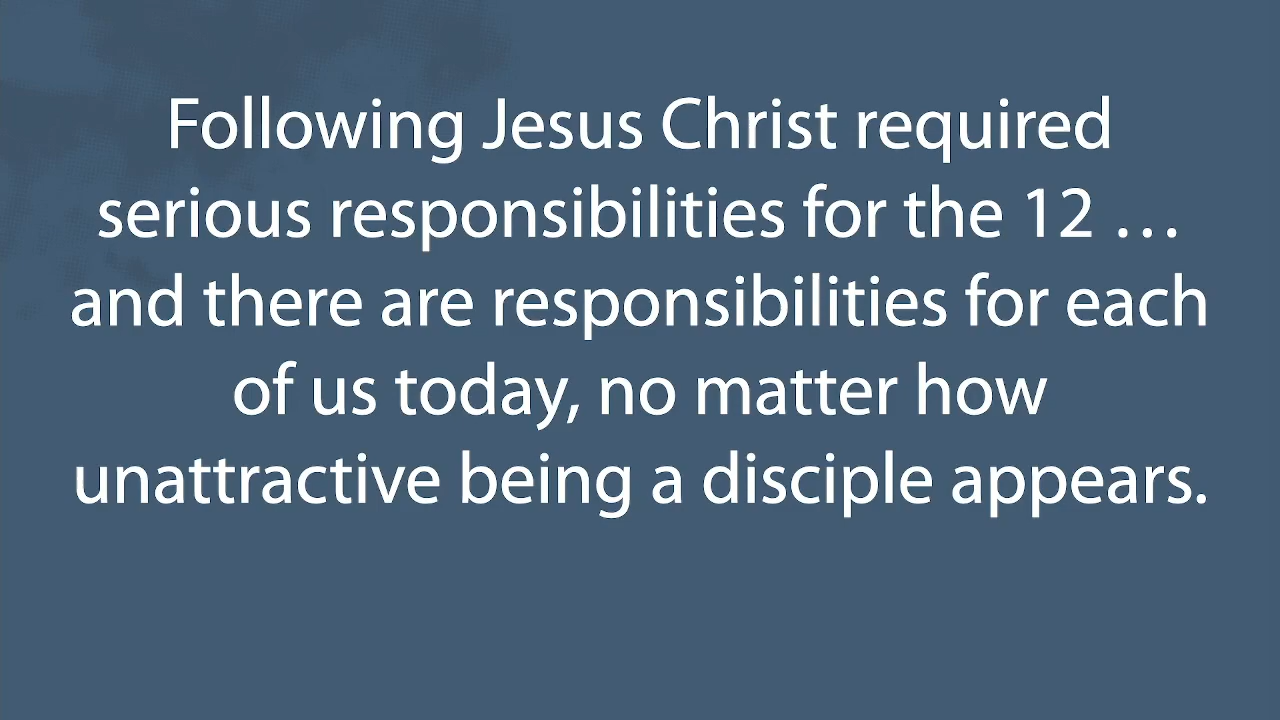 Following Jesus Christ required
serious responsibilities for the 12 …
and there are responsibilities for each
of us today, no matter how
unattractive being a disciple appears.